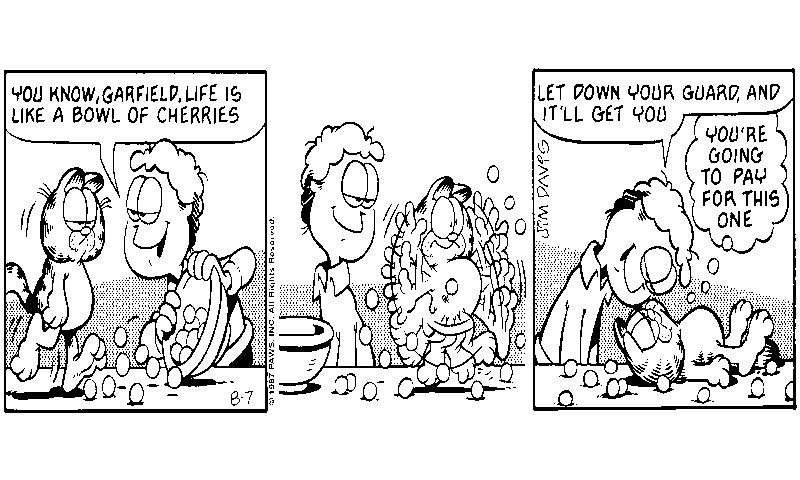 YOU KNOW, GARFIELD, LIFE IS
LIKE A BOWL OF CHERRIES
8-7
© 1987 PAWS, INC. All Rights Reserved.
LET DOWN YOUR GUARD, AND
IT'LL GET YOU
JIM DAVIS
YOU'RE
GOING
TO PAY
FOR THIS
ONE